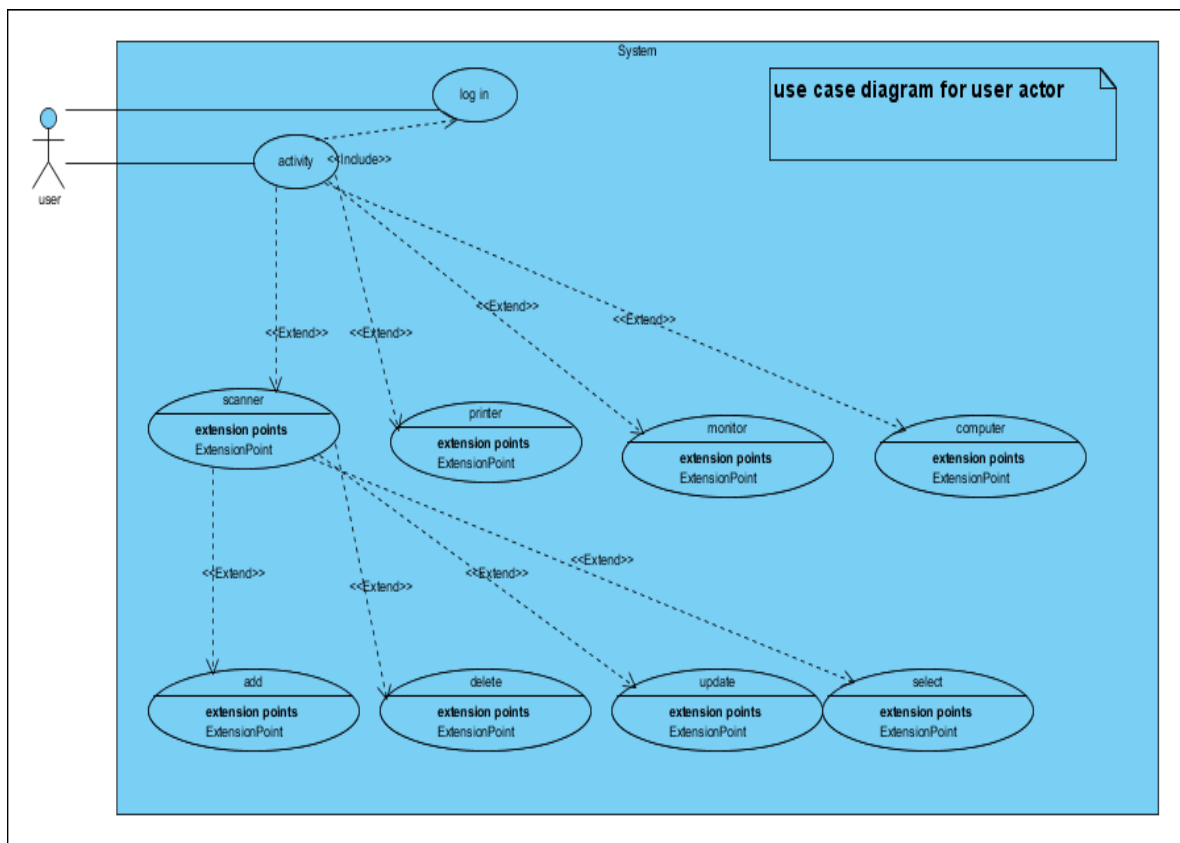 System
use case diagram for user actor
log in
activity
<<Include>>
user
<<Extend>>
<<Extend>>
<<Extend>>
<<Extend>>
scanner
extension points
ExtensionPoint
printer
extension points
ExtensionPoint
monitor
extension points
ExtensionPoint
computer
extension points
ExtensionPoint
<<Extend>>
<<Extend>>
<<Extend>>
<<Extend>>
add
extension points
ExtensionPoint
delete
extension points
ExtensionPoint
update
extension points
ExtensionPoint
select
extension points
ExtensionPoint